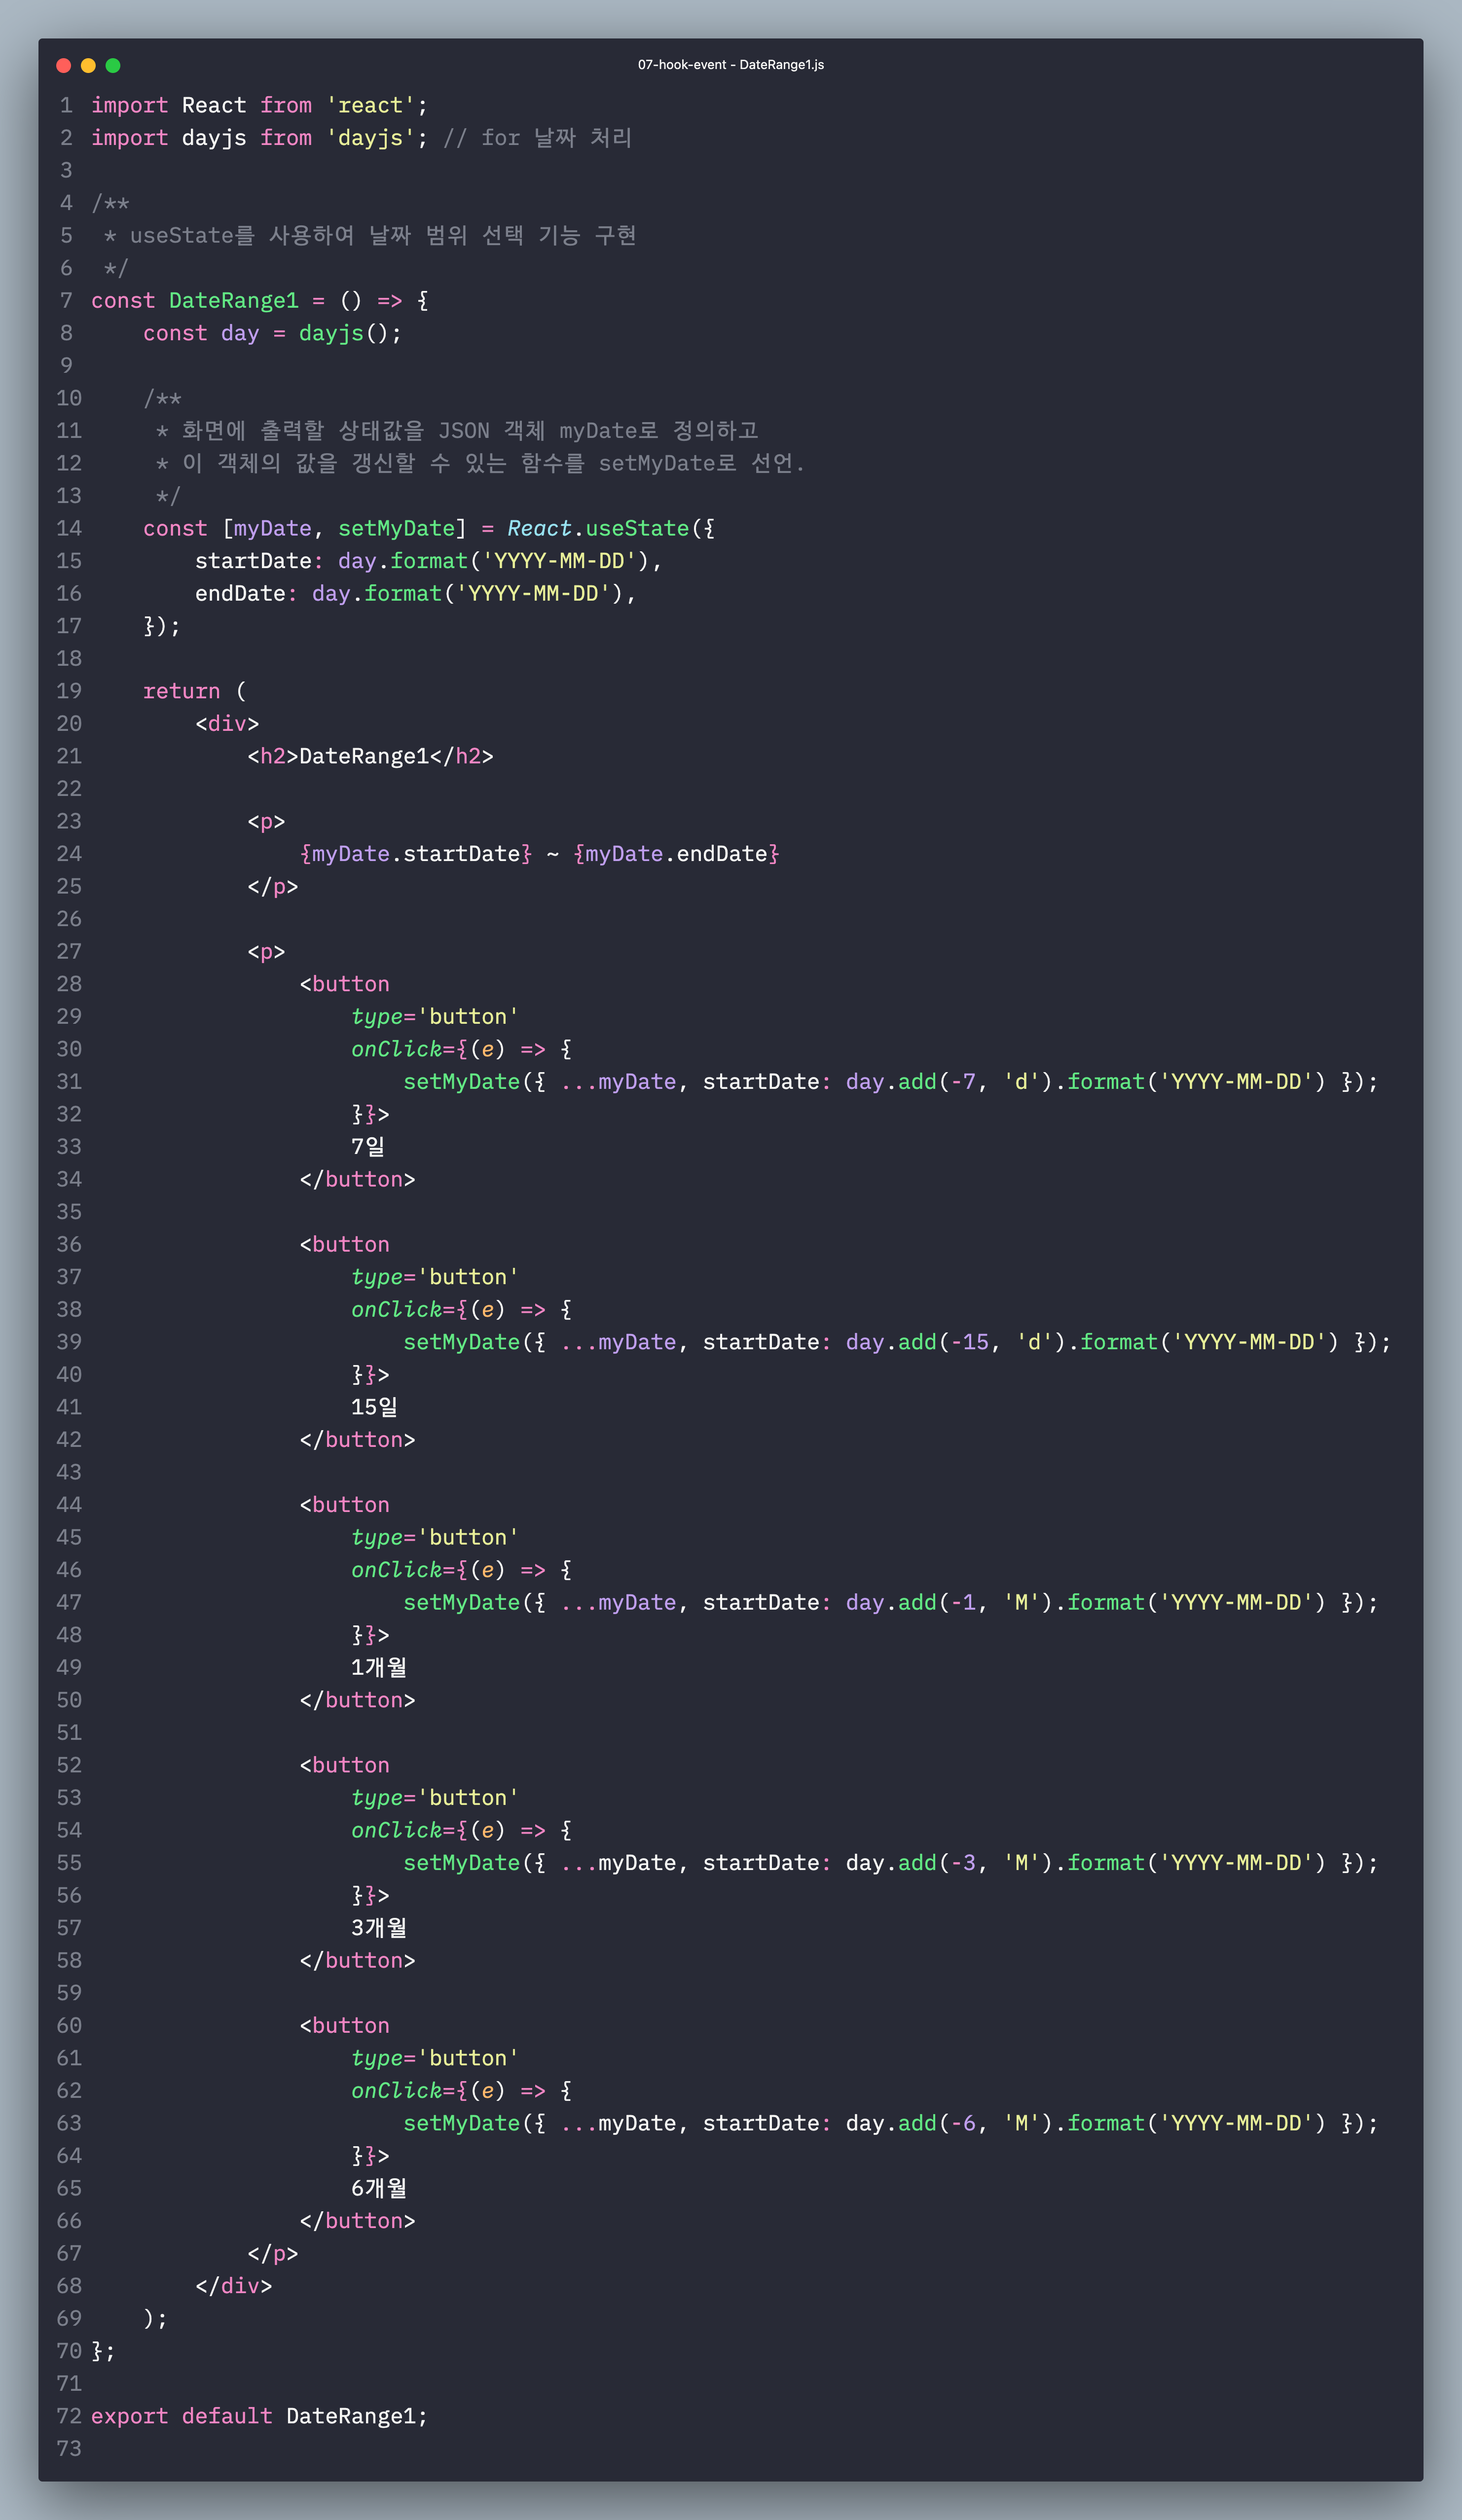 07-hook-event - DateRange1.js
1 import React from 'react';
2 import dayjs from 'dayjs'; // for 날짜 처리
3
4 /**
5  * useState를 사용하여 날짜 범위 선택 기능 구현
6  */
7 const DateRange1 = () => {
8     const day = dayjs();
9
10     /**
11      * 화면에 출력할 상태값을 JSON 객체 myDate로 정의하고
12      * 이 객체의 값을 갱신할 수 있는 함수를 setMyDate로 선언.
13      */
14     const [myDate, setMyDate] = React.useState({
15         startDate: day.format('YYYY-MM-DD'),
16         endDate: day.format('YYYY-MM-DD'),
17     });
18
19     return (
20         <div>
21             <h2>DateRange1</h2>
22
23             <p>
24                 {myDate.startDate} ~ {myDate.endDate}
25             </p>
26
27             <p>
28                 <button
29                     type='button'
30                     onClick={(e) => {
31                         setMyDate({ ...myDate, startDate: day.add(-7, 'd').format('YYYY-MM-DD') });
32                     }}>
33                     7일
34                 </button>
35
36                 <button
37                     type='button'
38                     onClick={(e) => {
39                         setMyDate({ ...myDate, startDate: day.add(-15, 'd').format('YYYY-MM-DD') });
40                     }}>
41                     15일
42                 </button>
43
44                 <button
45                     type='button'
46                     onClick={(e) => {
47                         setMyDate({ ...myDate, startDate: day.add(-1, 'M').format('YYYY-MM-DD') });
48                     }}>
49                     1개월
50                 </button>
51
52                 <button
53                     type='button'
54                     onClick={(e) => {
55                         setMyDate({ ...myDate, startDate: day.add(-3, 'M').format('YYYY-MM-DD') });
56                     }}>
57                     3개월
58                 </button>
59
60                 <button
61                     type='button'
62                     onClick={(e) => {
63                         setMyDate({ ...myDate, startDate: day.add(-6, 'M').format('YYYY-MM-DD') });
64                     }}>
65                     6개월
66                 </button>
67             </p>
68         </div>
69     );
70 };
71
72 export default DateRange1;
73